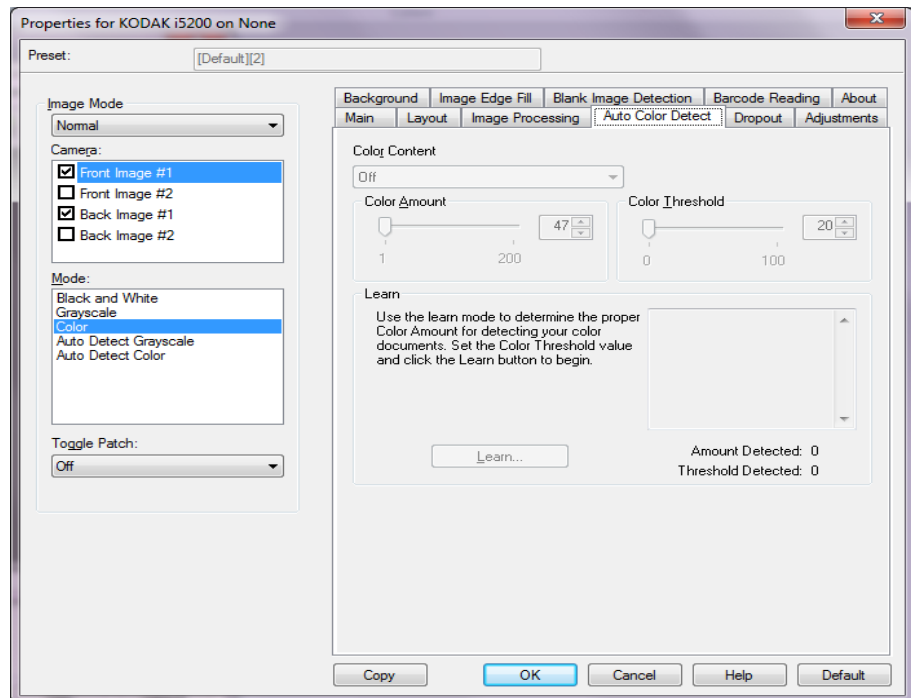 Properties for KODAK i5200 on None
Preset:
[Default][2]
Image Mode
Normal
Camera:
Front Image #1
Front Image #2
Back Image #1
Back Image #2
Mode:
Black and White
Grayscale
Color
Auto Detect Grayscale
Auto Detect Color
Toggle Patch:
Off
Background Image Edge Fill Blank Image Detection Barcode Reading About
Main Layout Image Processing Auto Color Detect Dropout Adjustments
Color Content
Off
Color Amount
47
1 200
Color Threshold
20
0 100
Learn
Use the learn mode to determine the proper
Color Amount for detecting your color
documents. Set the Color Threshold value
and click the Learn button to begin.
Learn...
Amount Detected: 0
Threshold Detected: 0
Copy OK Cancel Help Default